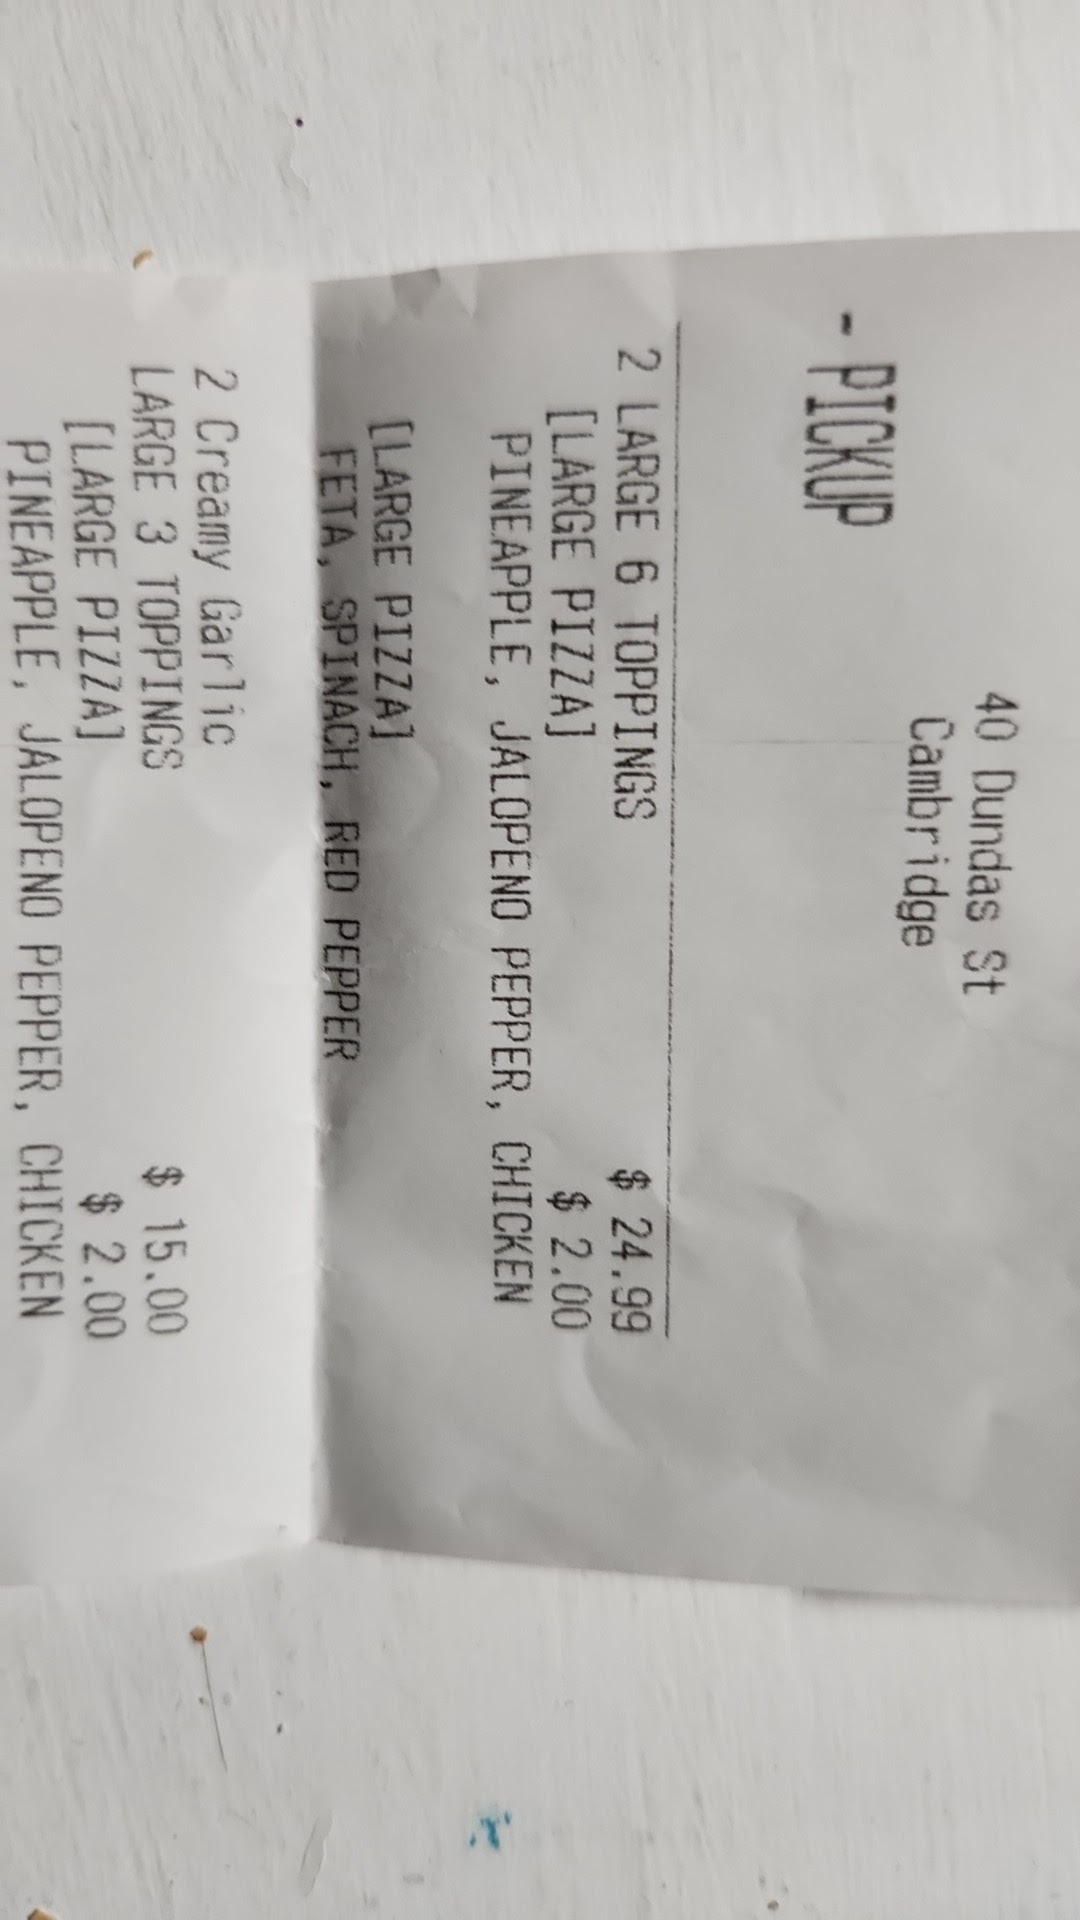 40 Dundas St
Cambridge
- PICKUP
2 LARGE 6 TOPPINGS $ 24.99
[LARGE PIZZA] $ 2.00
PINEAPPLE, JALOPENO PEPPER, CHICKEN
[LARGE PIZZA]
FETA, SPINACH, RED PEPPER
2 Creamy Garlic
LARGE 3 TOPPINGS $ 15.00
[LARGE PIZZA] $ 2.00
PINEAPPLE, JALOPENO PEPPER, CHICKEN